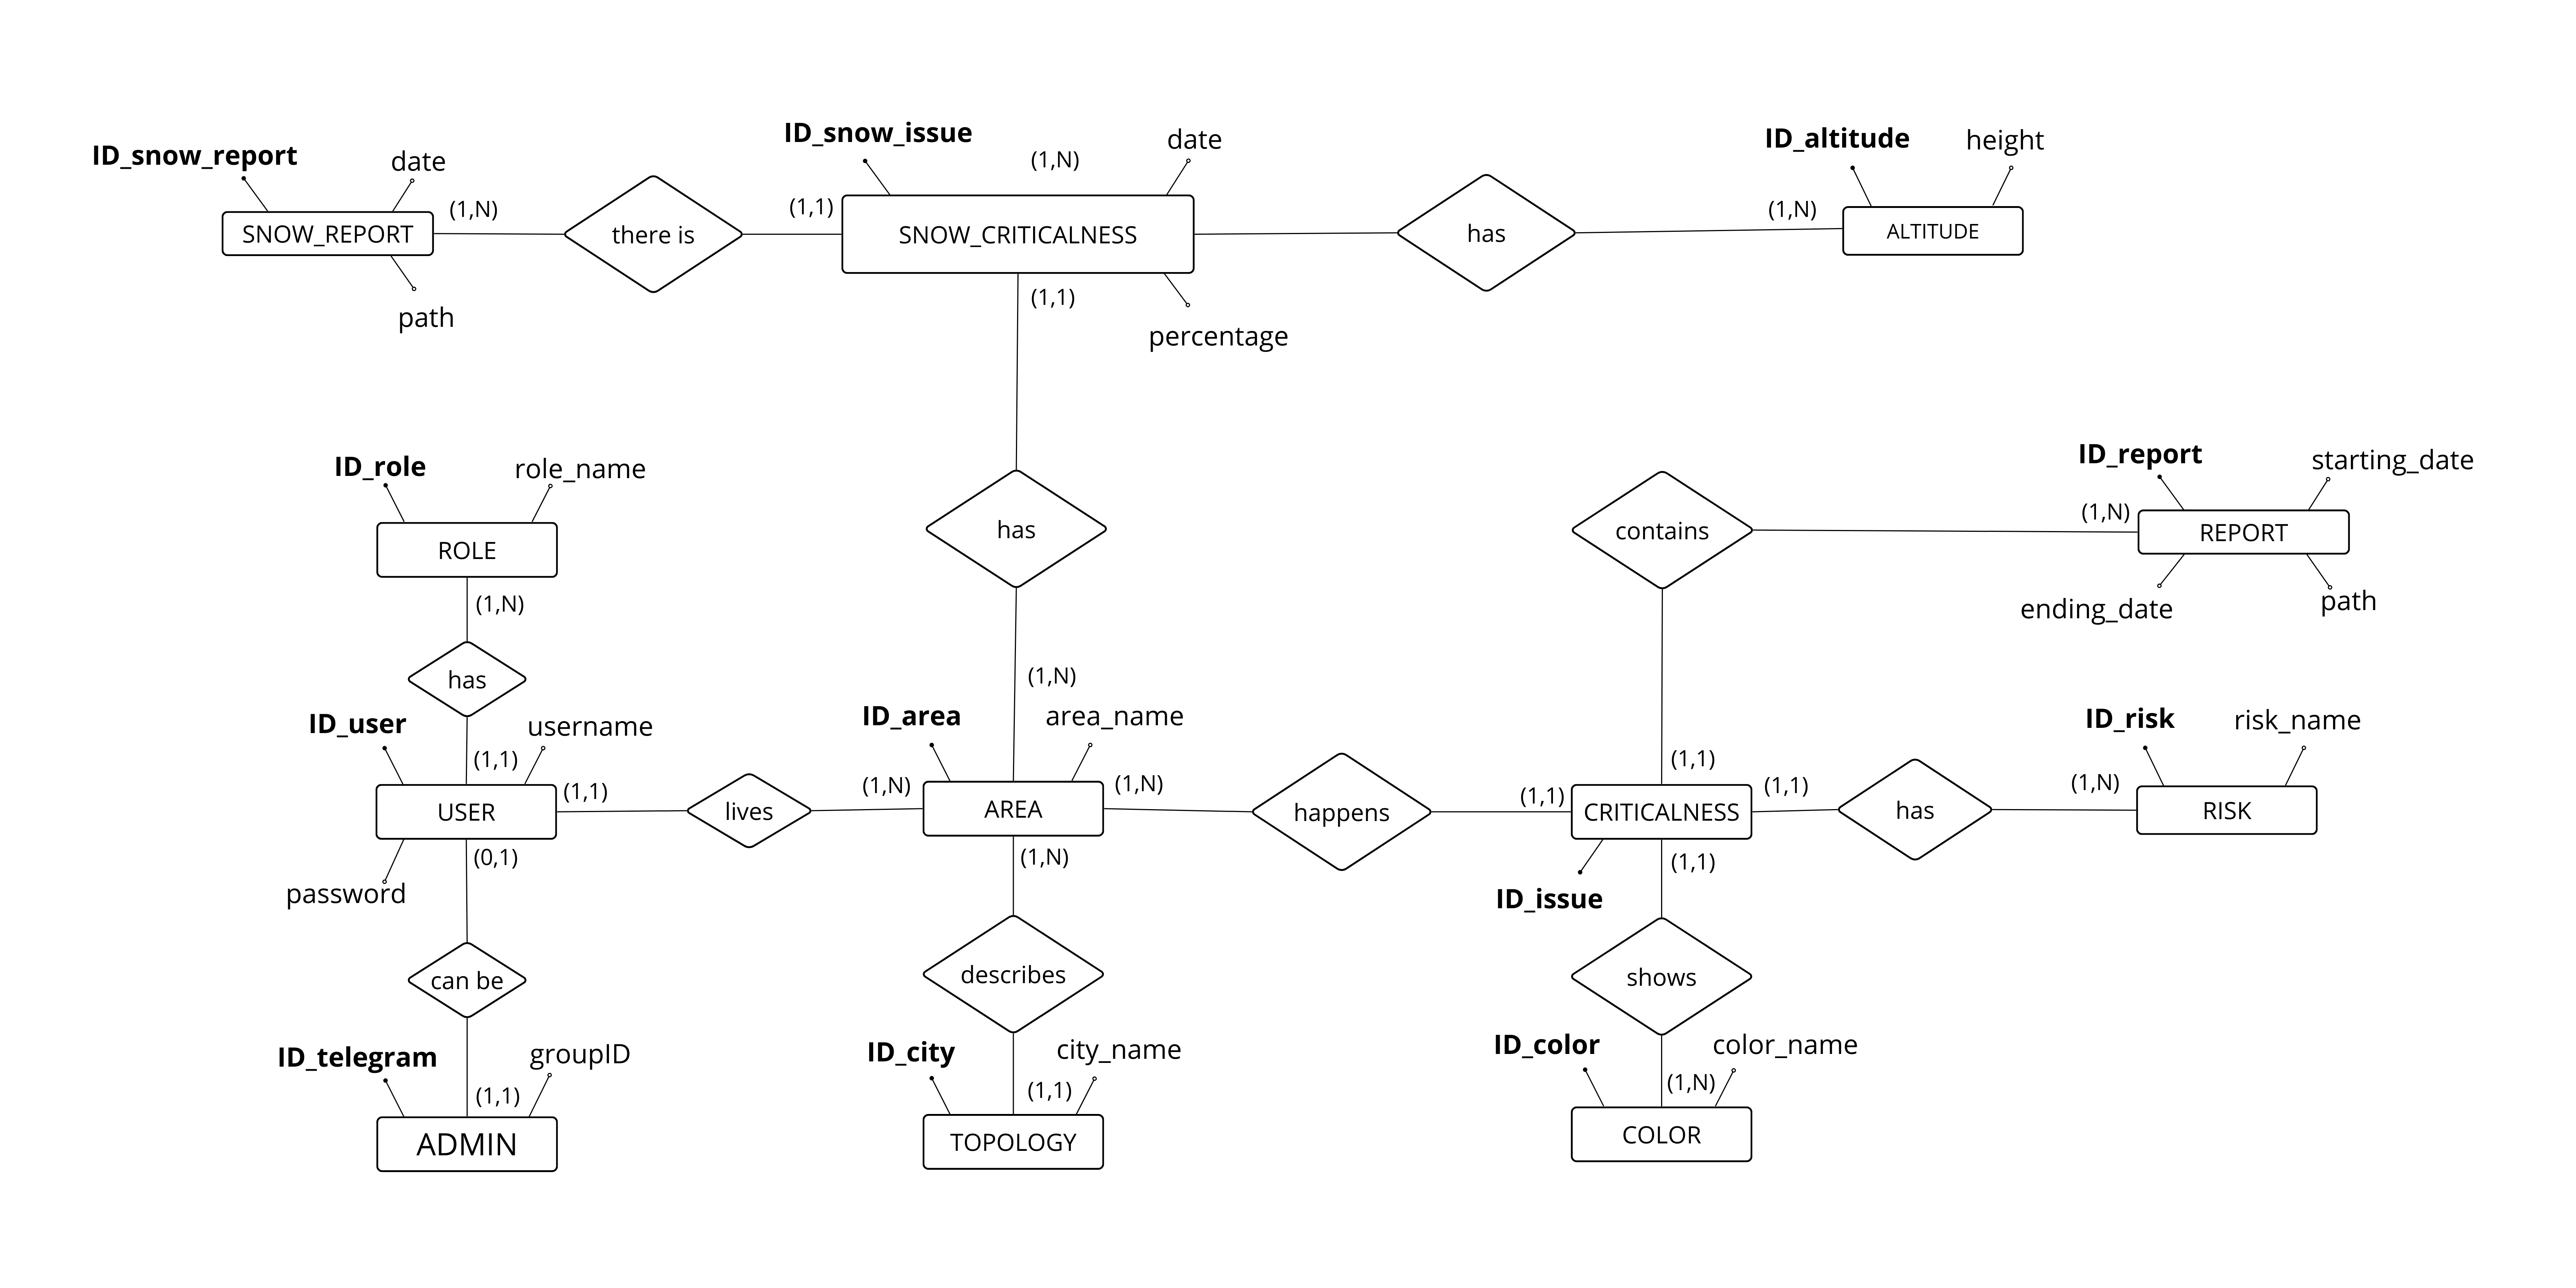 ID_snow_issue
(1,N)
date
ID_altitude
height
ID_snow_report
date
(1,N)
(1,1)
(1,N)
SNOW_REPORT
there is
SNOW_CRITICALNESS
has
ALTITUDE
path
(1,1)
percentage
ID_role
role_name
ROLE
(1,N)
has
has
(1,N)
contains
ID_report
starting_date
(1,N)
REPORT
ending_date
path
ID_user
username
(1,1)
(1,1)
USER
password
(0,1)
lives
ID_area
area_name
(1,N)
(1,N)
AREA
(1,N)
happens
(1,1)
(1,1)
(1,1)
CRITICALNESS
ID_issue
(1,1)
has
ID_risk
risk_name
(1,N)
RISK
can be
describes
shows
ID_telegram
groupID
(1,1)
ADMIN
ID_city
city_name
(1,1)
TOPOLOGY
ID_color
color_name
(1,N)
COLOR